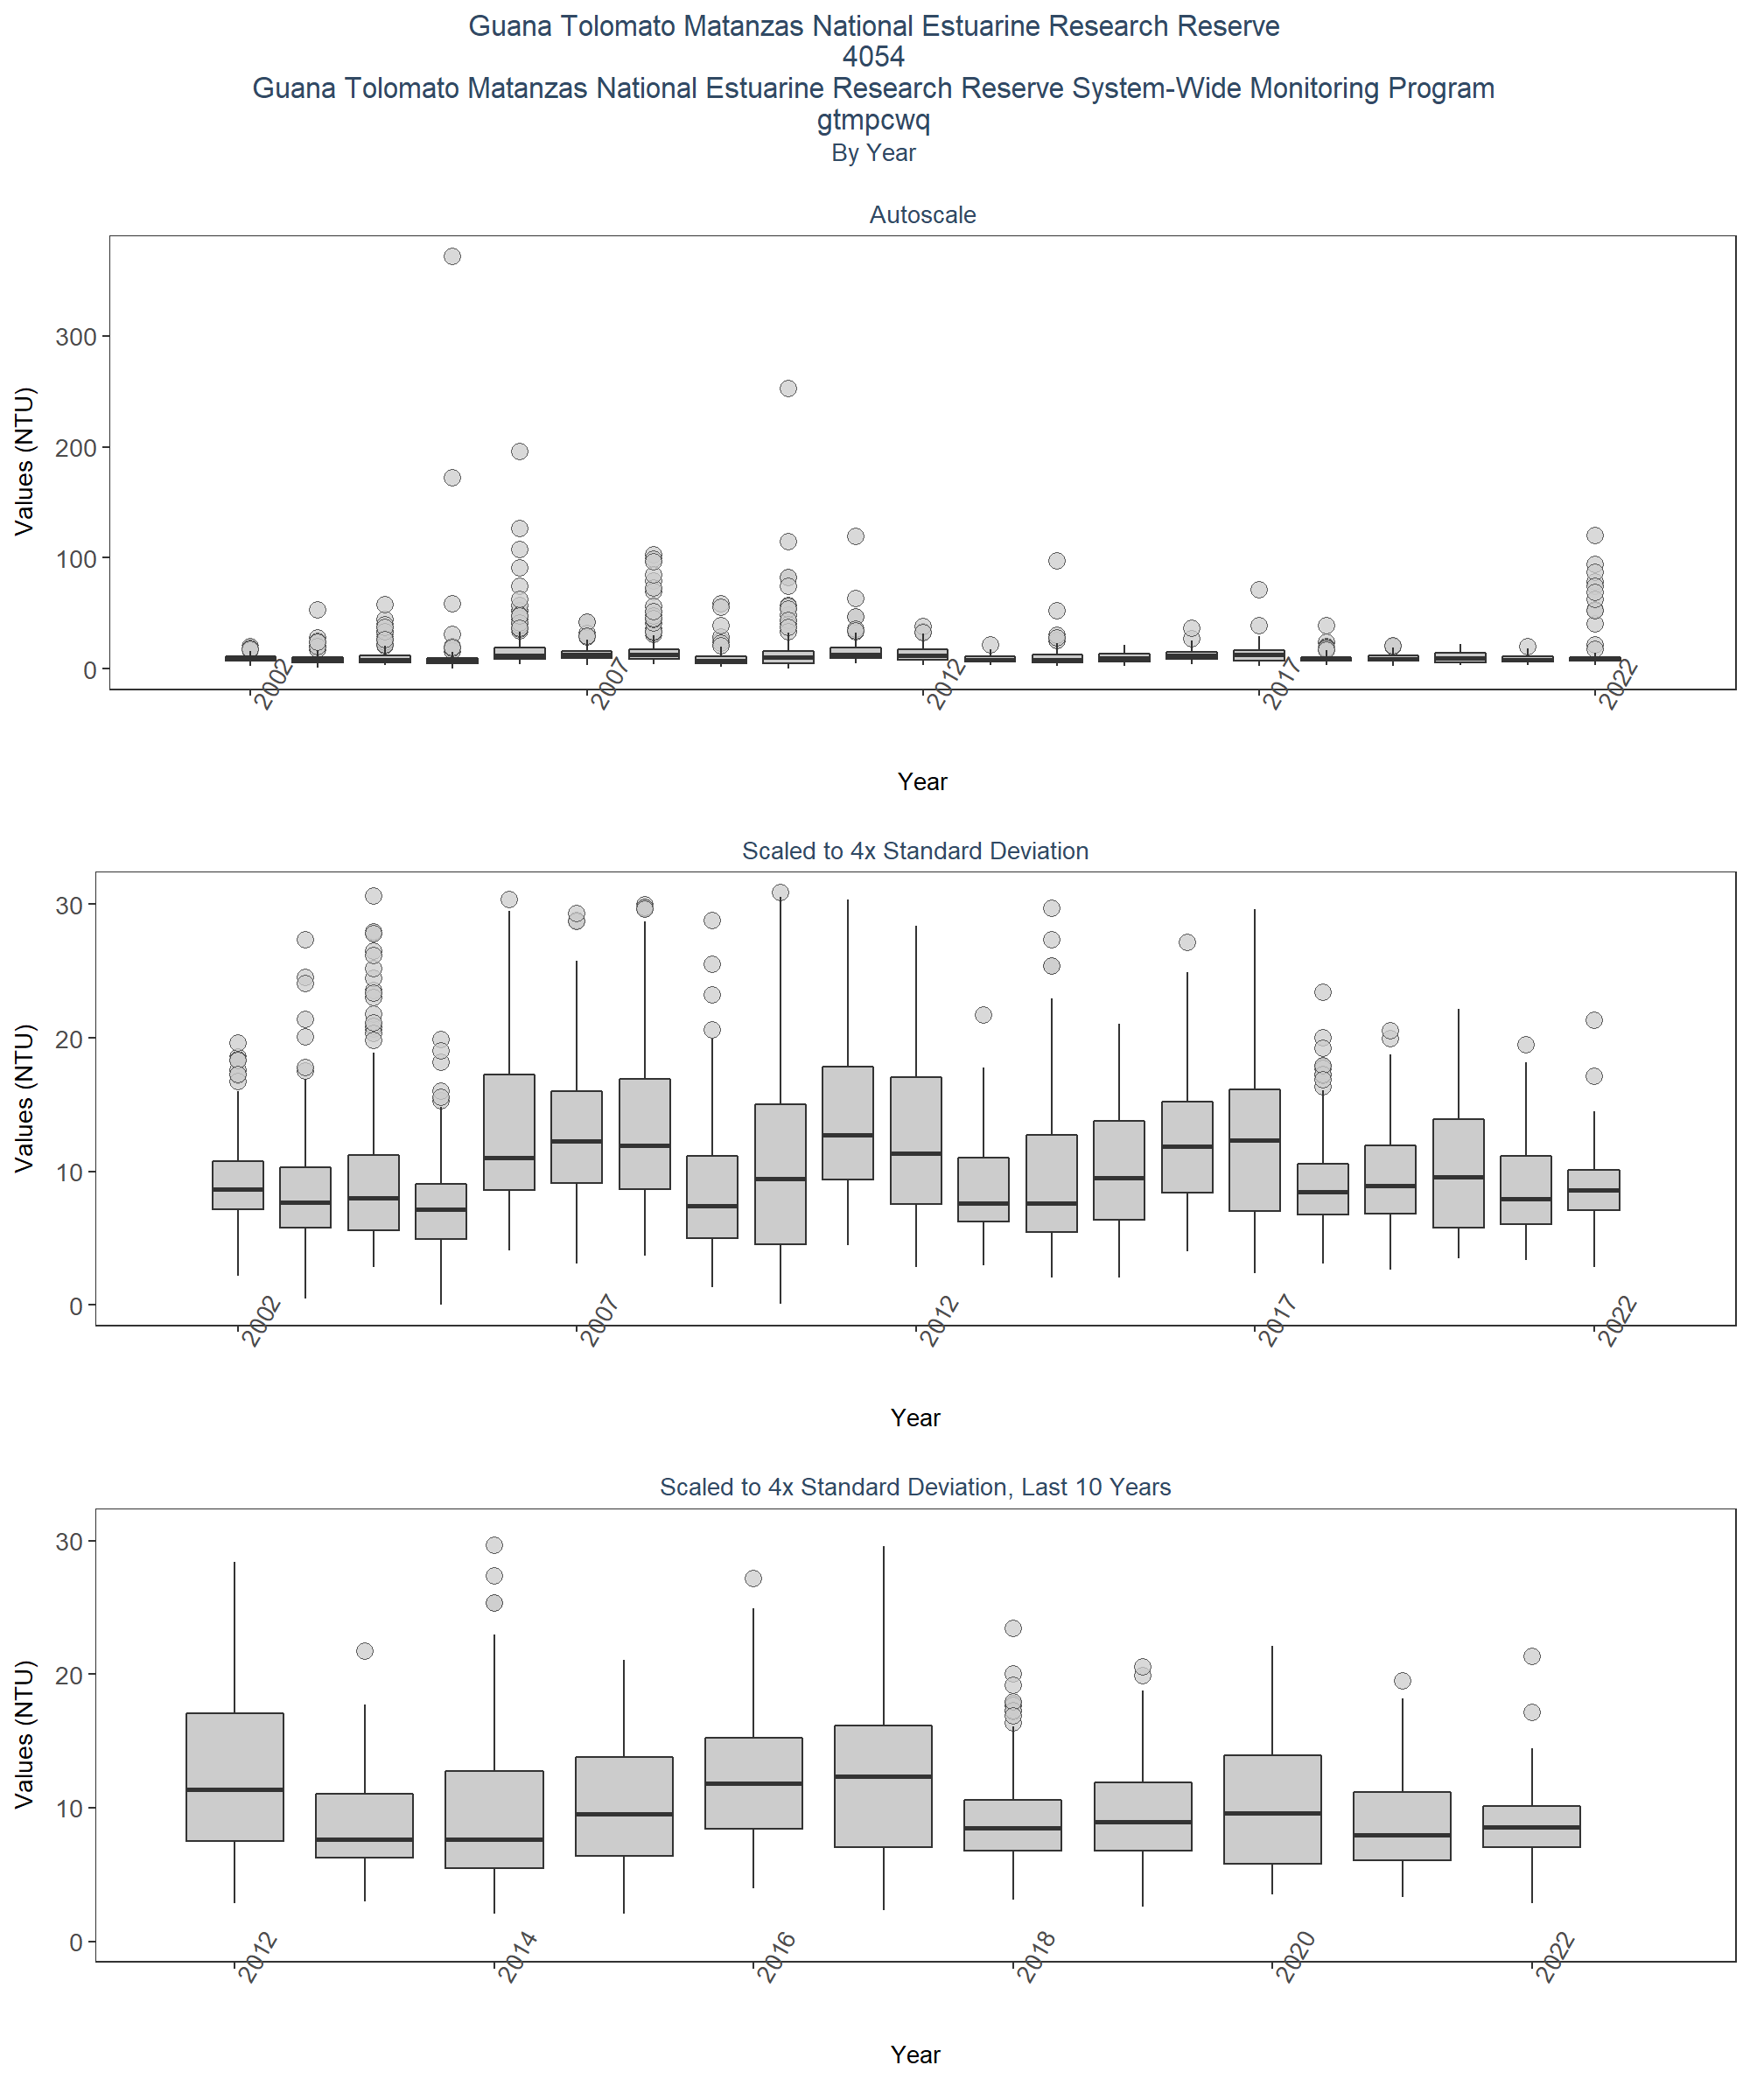 Guana Tolomato Matanzas National Estuarine Research Reserve
4054
Guana Tolomato Matanzas National Estuarine Research Reserve System-Wide Monitoring Program
gtmpcwq
By Year
Autoscale
Values (NTU)
300
200
100
0
2002
2007
2012
2017
2022
Year
Scaled to 4x Standard Deviation
Values (NTU)
30
20
10
0
2002
2007
2012
2017
2022
Year
Scaled to 4x Standard Deviation, Last 10 Years
Values (NTU)
30
20
10
0
2012
2014
2016
2018
2020
2022
Year